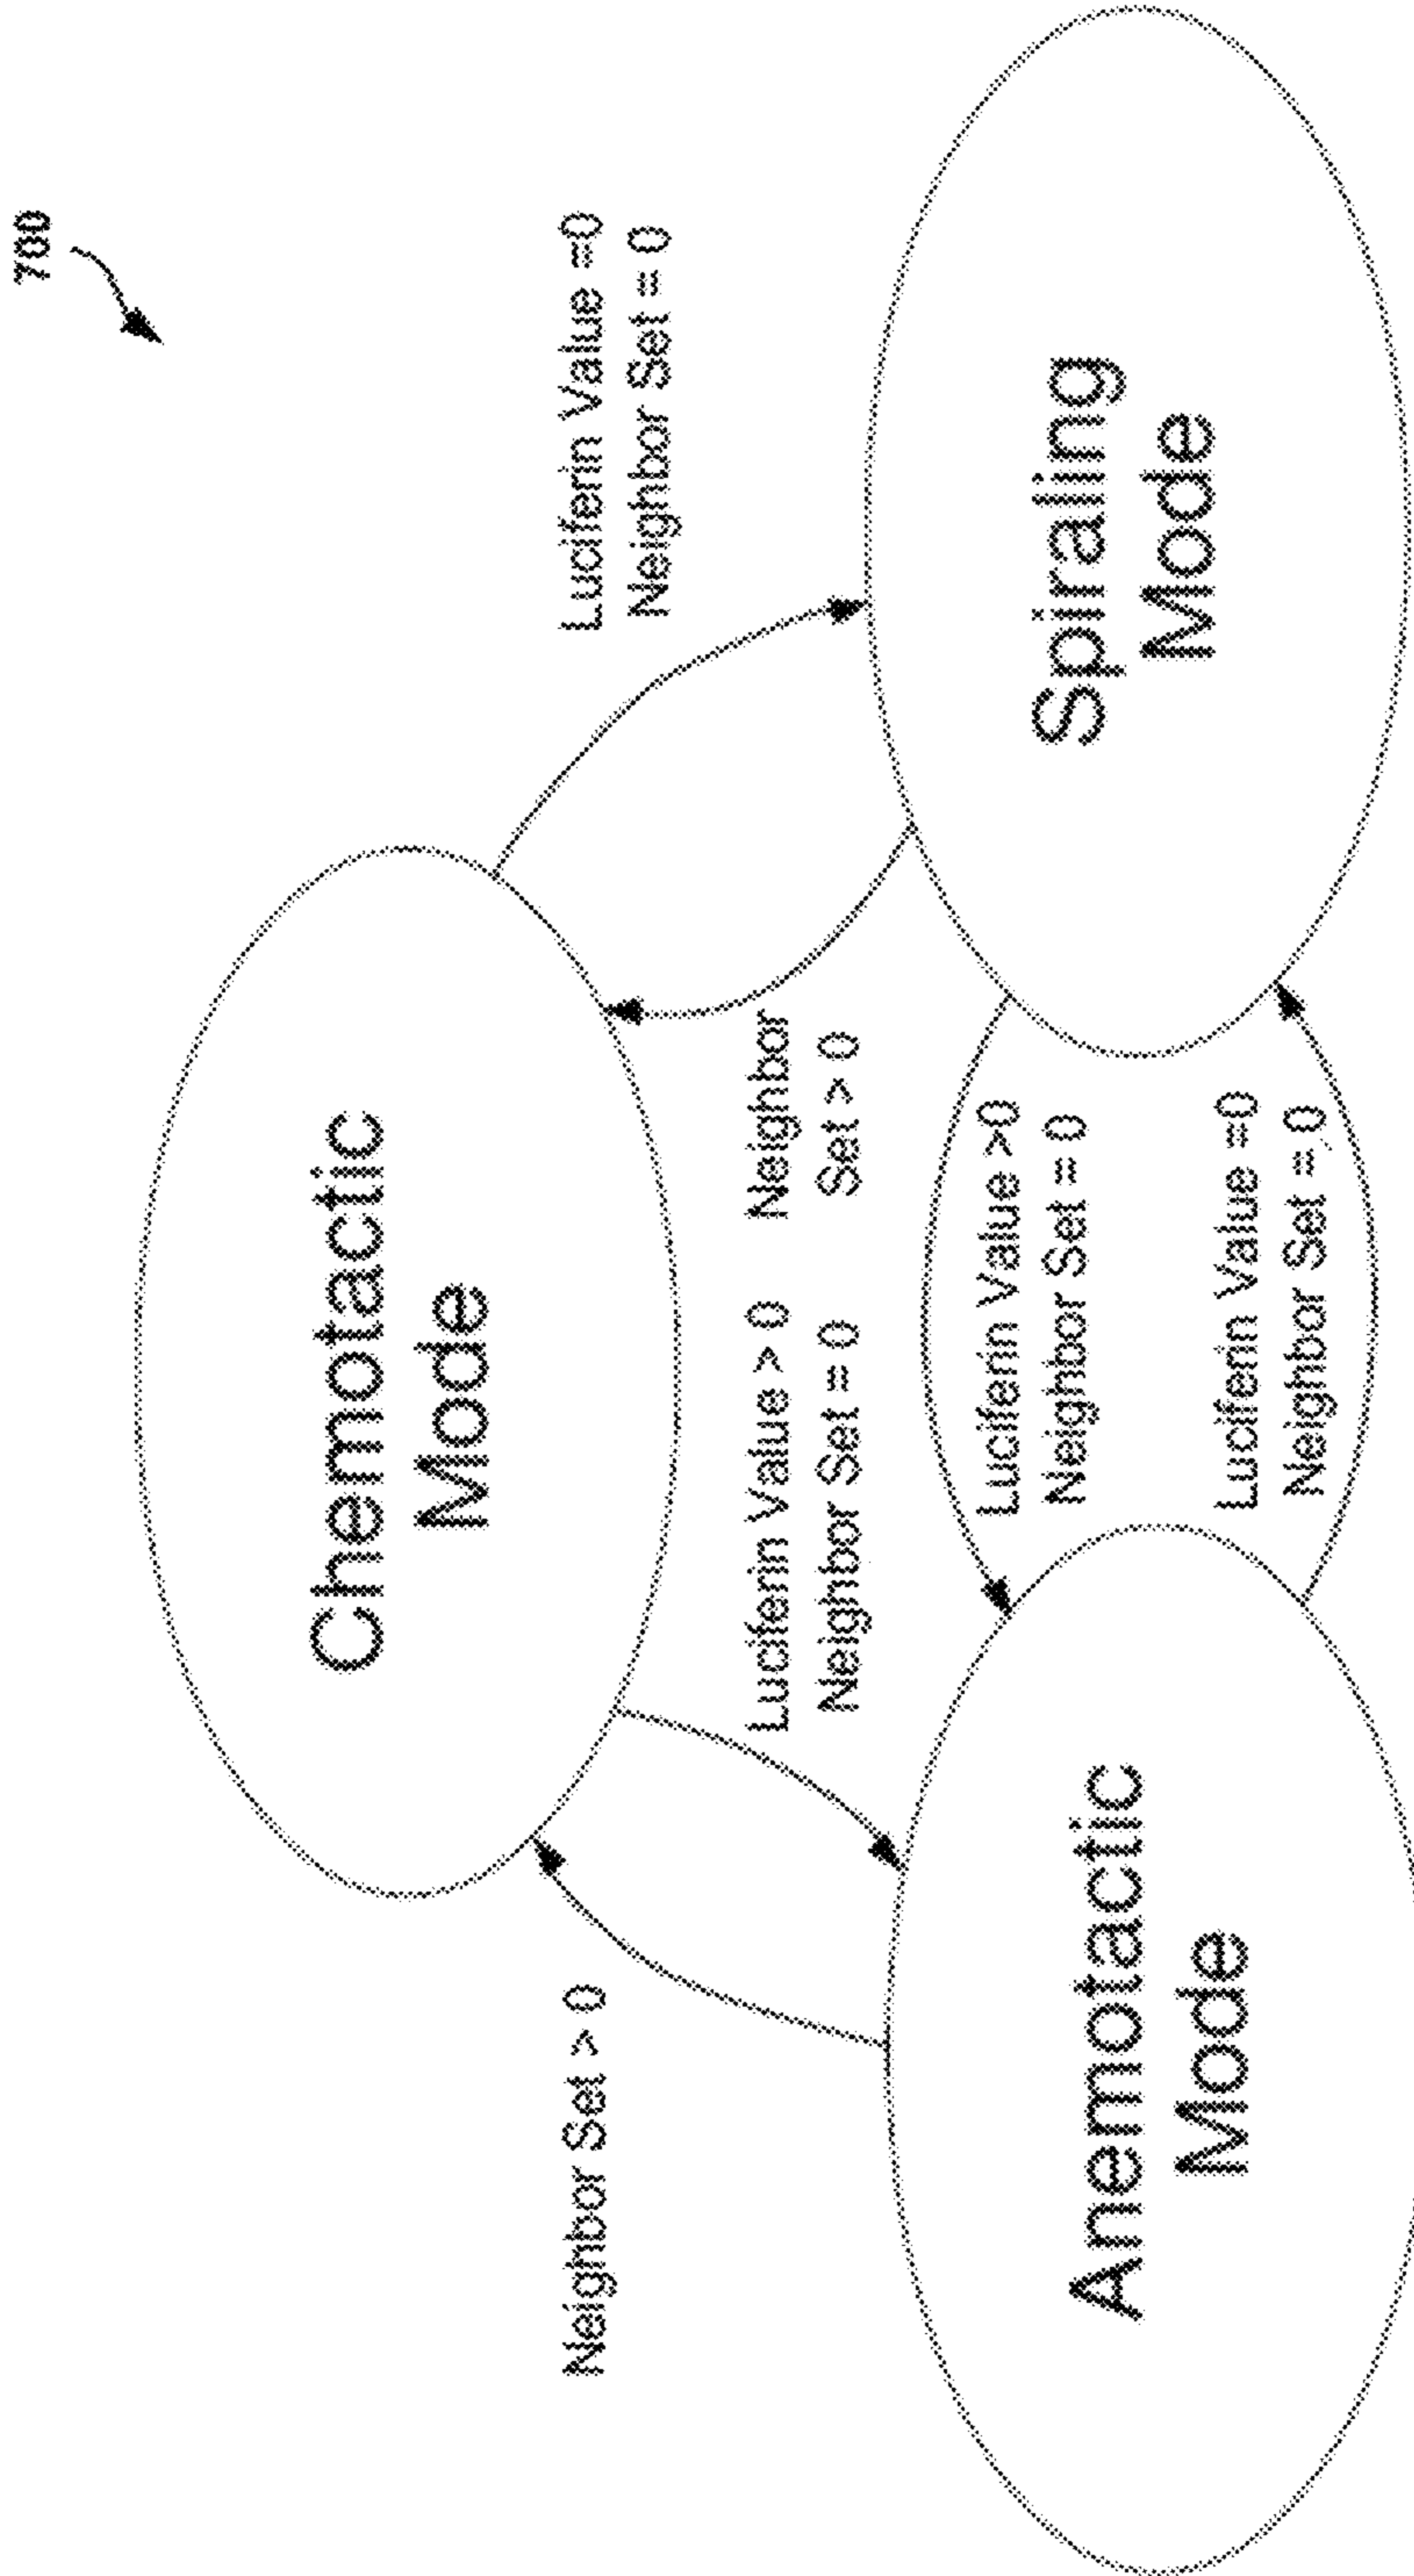 700
Chemotactic
Mode
Neighbor Set > 0
Luciferin Value =0
Neighbor Set = 0
Luciferin Value > 0
Neighbor Set = 0
Neighbor
Set > 0
Anemotactic
Mode
Luciferin Value >0
Neighbor Set = 0
Luciferin Value =0
Neighbor Set = 0
Spiraling
Mode